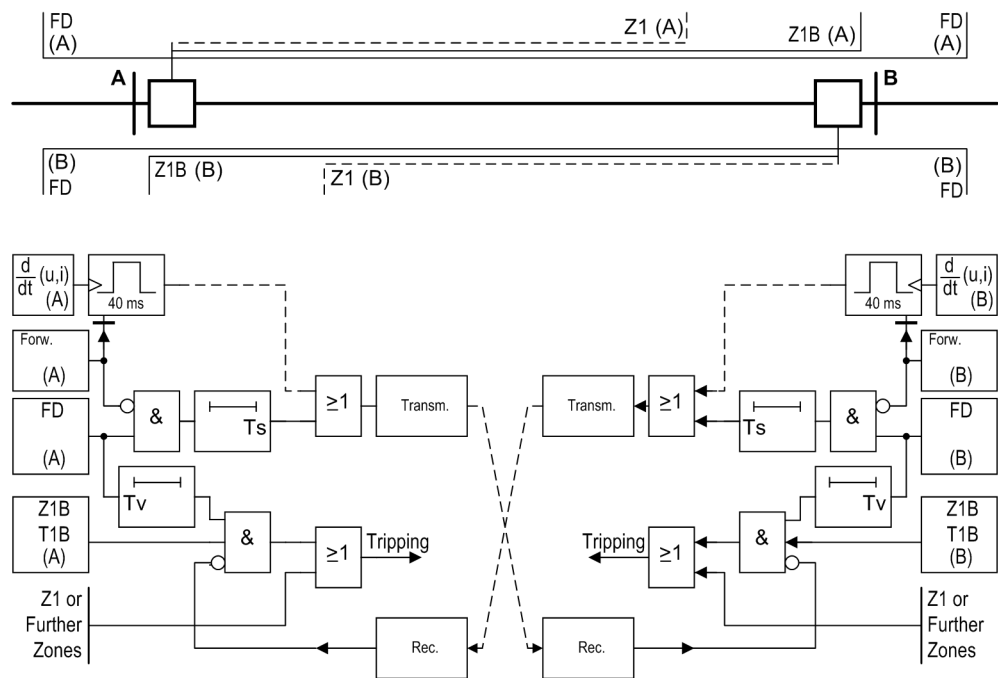 FD
(A)
Z1 (A)
Z1B (A)
FD
(A)
A
B
(B)
FD
Z1B (B)
Z1 (B)
(B)
FD
d/dt (u,i)
(A)
40 ms
40 ms
d/dt (u,i)
(B)
Forw.
(A)
Forw.
(B)
FD
(A)
&
Ts
≥1
Transm.
Transm.
≥1
Ts
&
FD
(B)
Tv
Tv
Z1B
T1B
(A)
&
≥1
Tripping
Tripping
≥1
&
Z1B
T1B
(B)
Z1 or
Further
Zones
Rec.
Rec.
Z1 or
Further
Zones